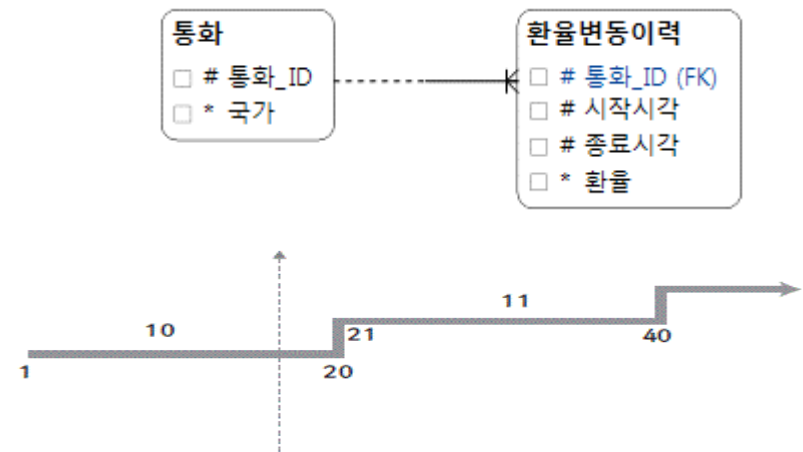 통화
# 통화_ID
* 국가
환율변동이력
# 통화_ID (FK)
# 시작시각
# 종료시각
* 환율
10
11
1
20
21
40